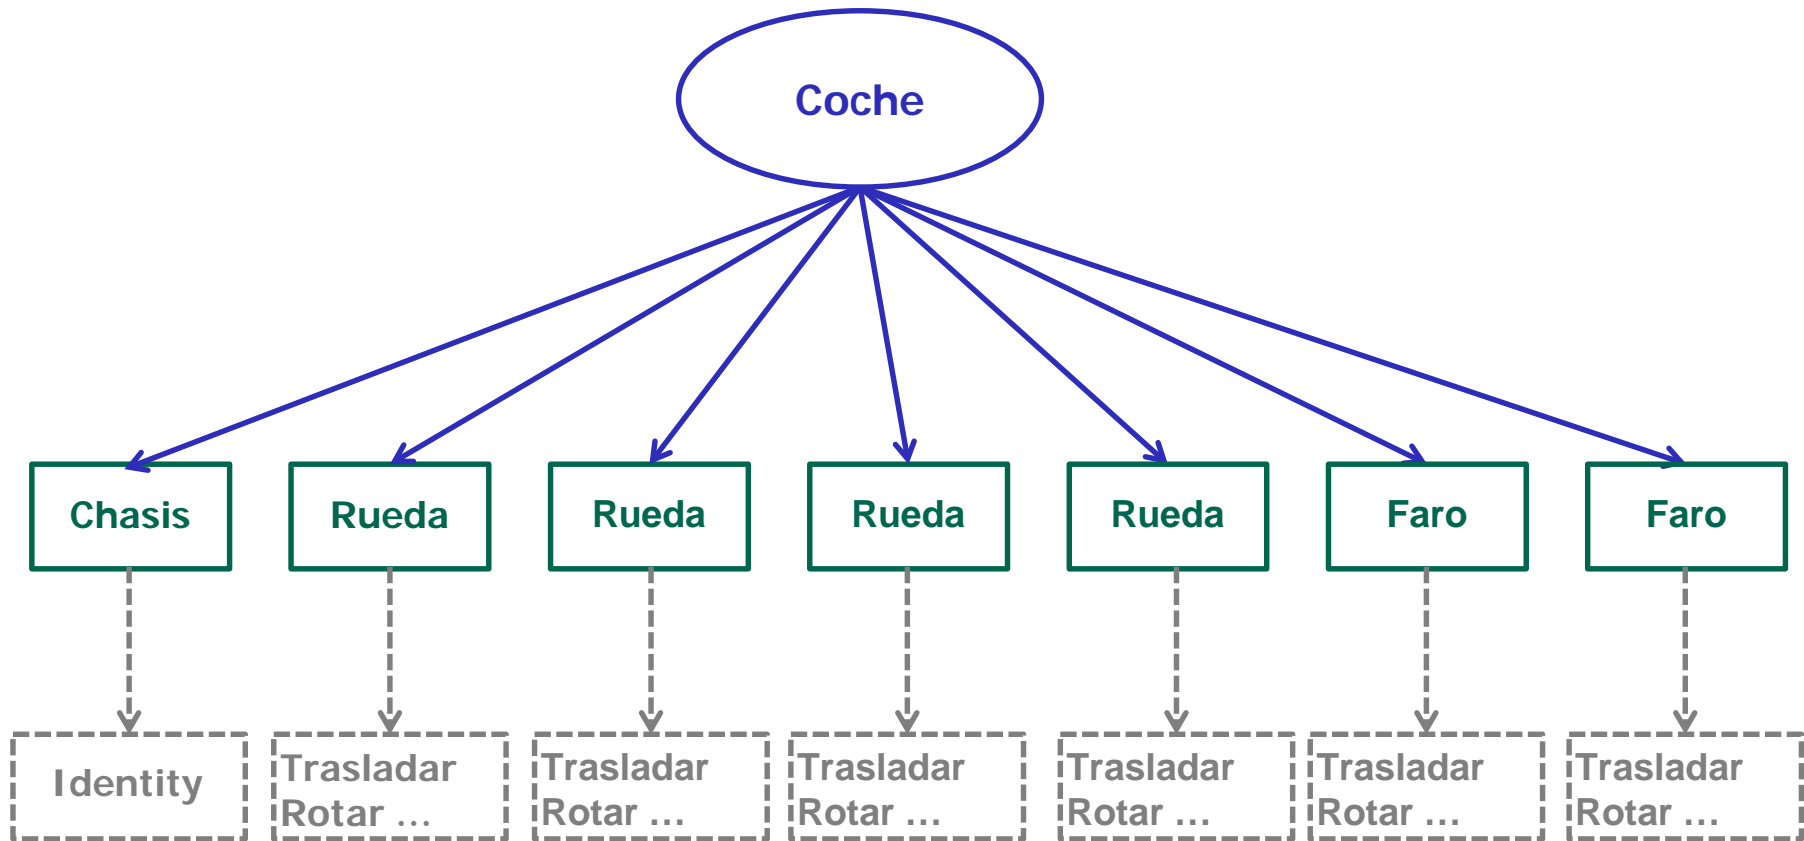 Coche
Chasis
Rueda
Rueda
Rueda
Rueda
Faro
Faro
Identity
Trasladar
Rotar ...
Trasladar
Rotar ...
Trasladar
Rotar ...
Trasladar
Rotar ...
Trasladar
Rotar ...
Trasladar
Rotar ...